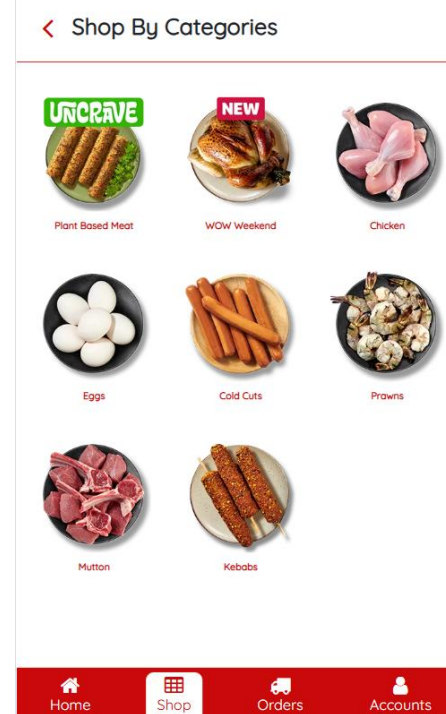 Shop By Categories
UNCRAVE
NEW
Plant Based Meat
WOW Weekend
Chicken
Eggs
Cold Cuts
Prawns
Mutton
Kebabs
Home
Shop
Orders
Accounts